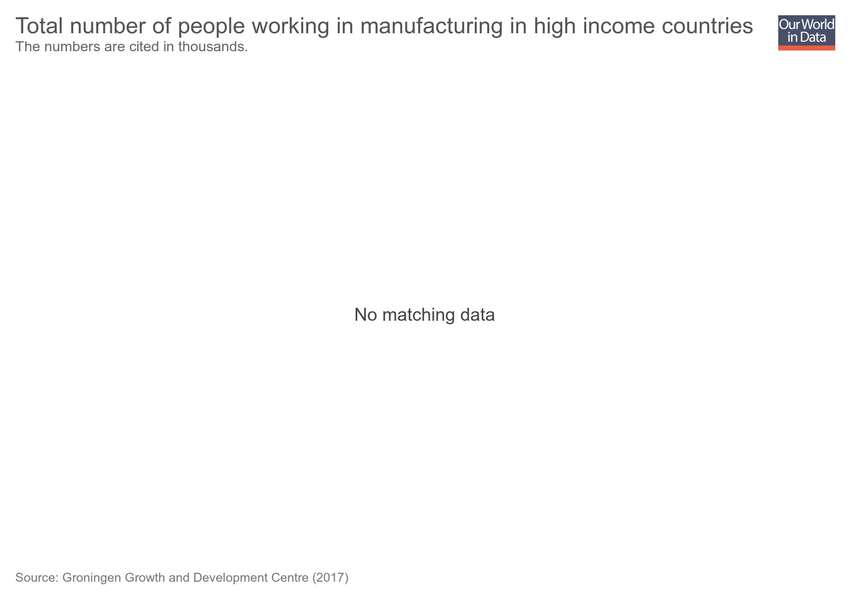 Total number of people working in manufacturing in high income countries
The numbers are cited in thousands.
Our World
in Data
No matching data
Source: Groningen Growth and Development Centre (2017)